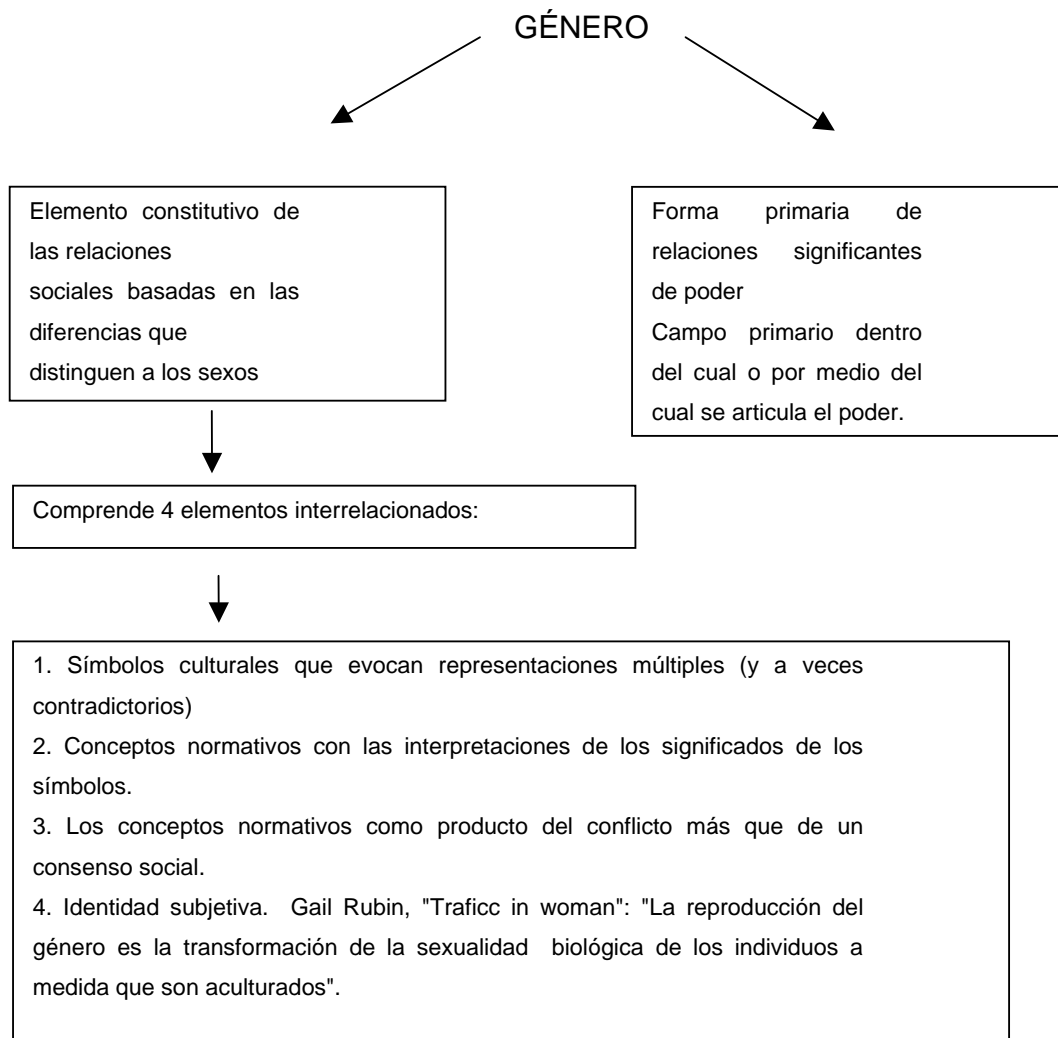 GÉNERO
Elemento constitutivo de
las relaciones
sociales basadas en las
diferencias que
distinguen a los sexos
Forma primaria de
relaciones significantes
de poder
Campo primario dentro
del cual o por medio del
cual se articula el poder.
Comprende 4 elementos interrelacionados:
1. Símbolos culturales que evocan representaciones múltiples (y a veces
contradictorios)
2. Conceptos normativos con las interpretaciones de los significados de los
símbolos.
3. Los conceptos normativos como producto del conflicto más que de un
consenso social.
4. Identidad subjetiva. Gail Rubin, "Traficc in woman": "La reproducción del
género es la transformación de la sexualidad biológica de los individuos a
medida que son aculturados".